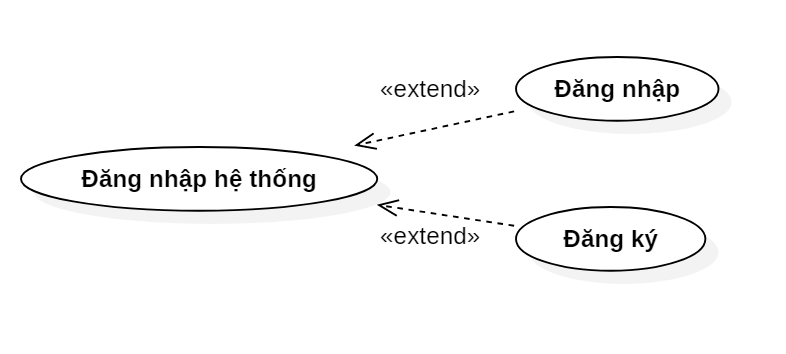 «extend»
Đăng nhập
Đăng nhập hệ thống
«extend»
Đăng ký